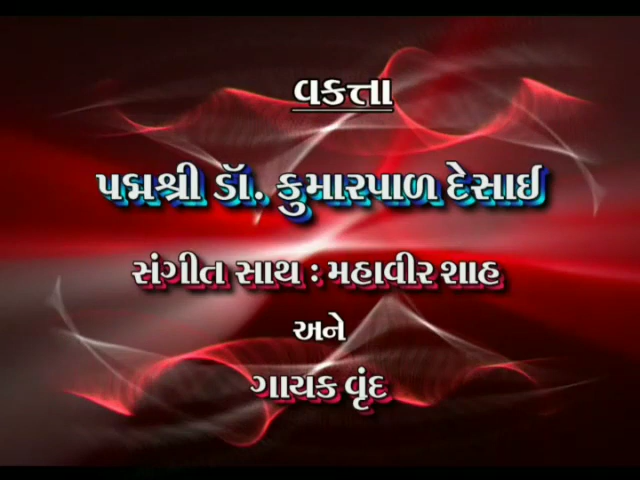 વક્તા
પદ્મશ્રી ડૉ. કુમારપાળ દેસાઈ
સંગીત સાથ : મહાવીર શાહ
અને
ગાયક વૃંદ